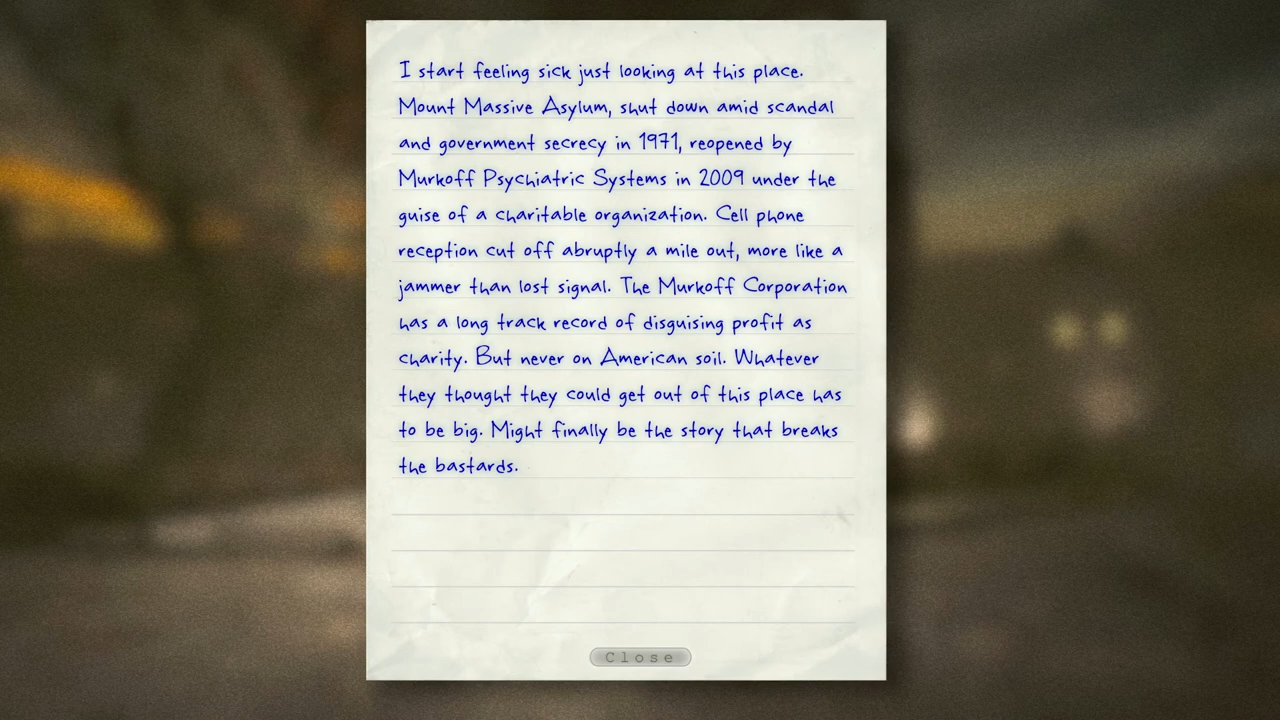 I start feeling sick just looking at this place.
Mount Massive Asylum, shut down amid scandal
and government secrecy in 1971, reopened by
Murkoff Psychiatric Systems in 2009 under the
guise of a charitable organization. Cell phone
reception cut off abruptly a mile out, more like a
jammer than lost signal. The Murkoff Corporation
has a long track record of disguising profit as
charity. But never on American soil. Whatever
they thought they could get out of this place has
to be big. Might finally be the story that breaks
the bastards.
Close